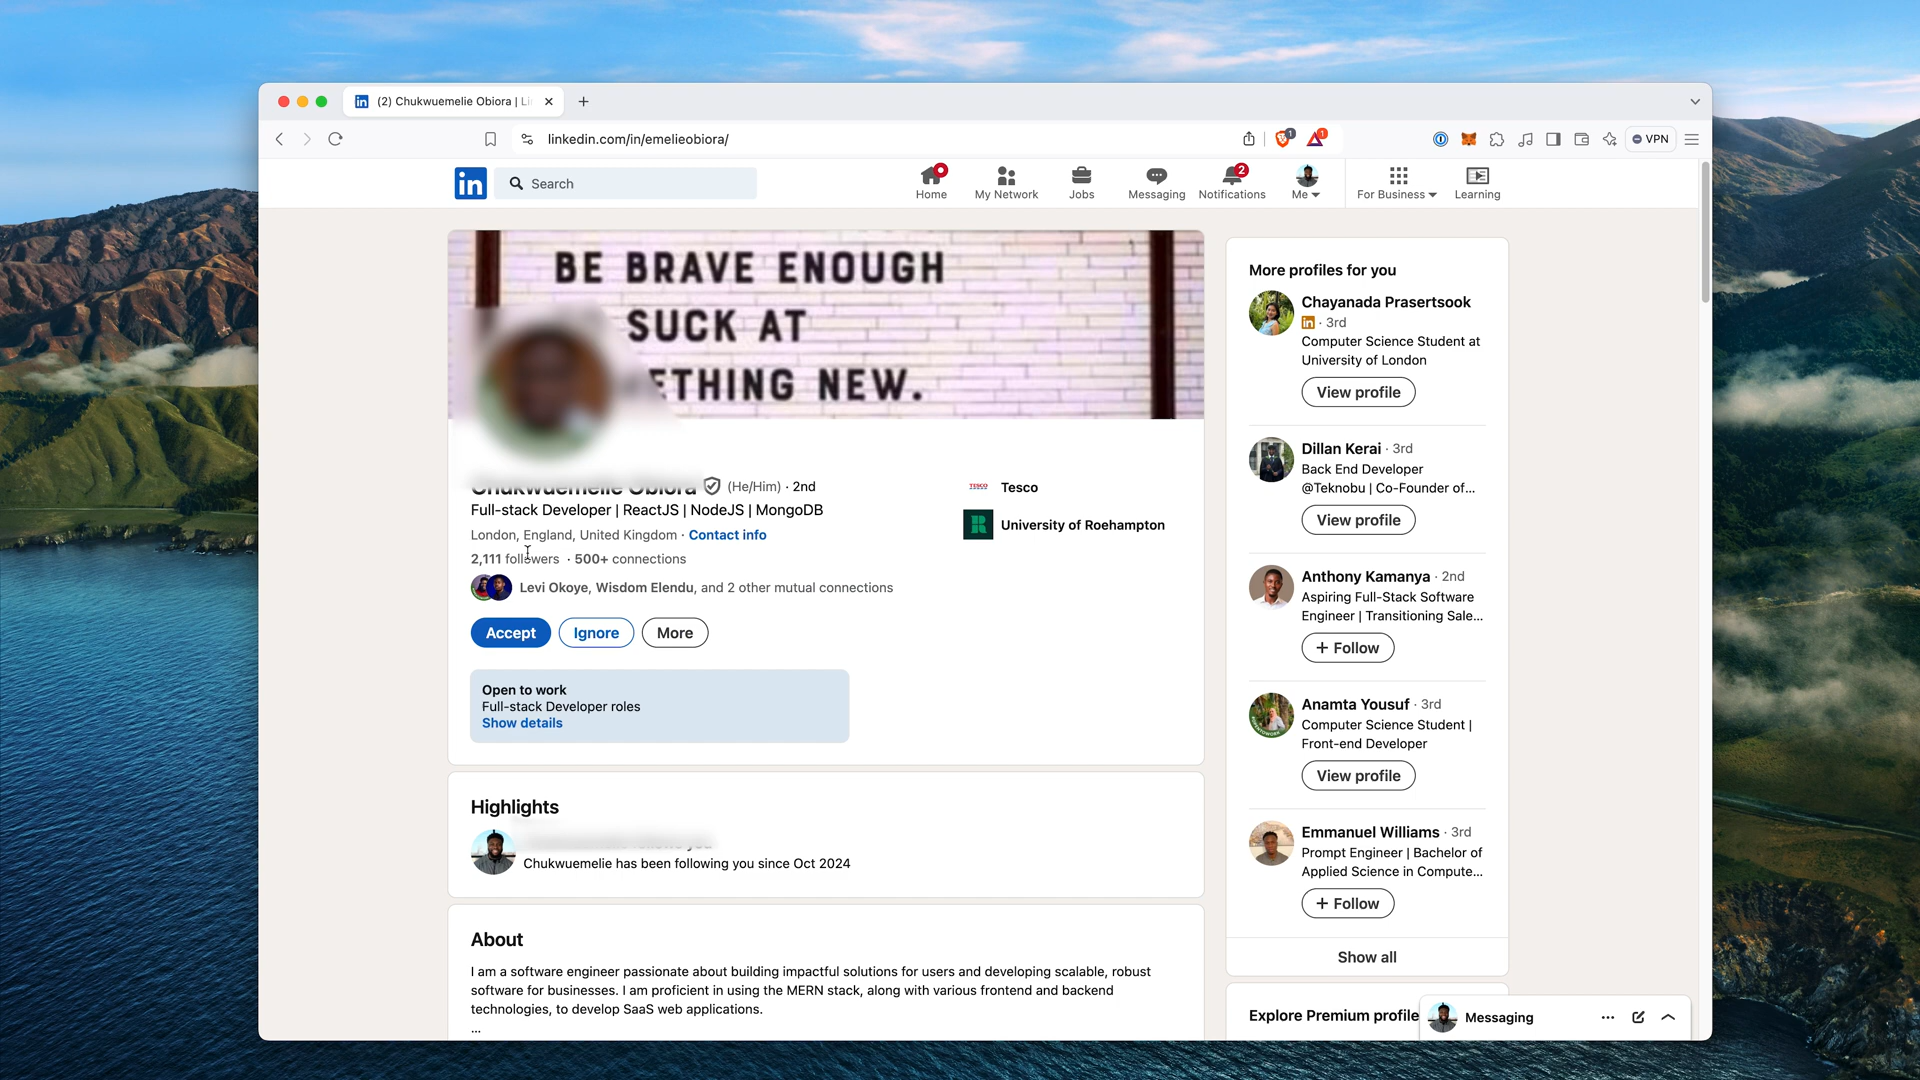 (2) Chukwuemelie Obiora | Li
linkedin.com/in/emelieobiora/
1
1
VPN
in
Search
Home
My Network
Jobs
Messaging
2
Notifications
Me
For Business
Learning
BE BRAVE ENOUGH
SUCK AT
ETHING NEW.
Chukwuemelie Obiora (He/Him) · 2nd
Full-stack Developer | ReactJS | NodeJS | MongoDB
London, England, United Kingdom · Contact info
2,111 followers · 500+ connections
Levi Okoye, Wisdom Elendu, and 2 other mutual connections
Accept
Ignore
More
TESCO Tesco
R University of Roehampton
Open to work
Full-stack Developer roles
Show details
Highlights
Chukwuemelie has been following you since Oct 2024
About
I am a software engineer passionate about building impactful solutions for users and developing scalable, robust
software for businesses. I am proficient in using the MERN stack, along with various frontend and backend
technologies, to develop SaaS web applications.
...
More profiles for you
Chayanada Prasertsook
in · 3rd
Computer Science Student at
University of London
View profile
Dillan Kerai · 3rd
Back End Developer
@Teknobu | Co-Founder of...
View profile
Anthony Kamanya · 2nd
Aspiring Full-Stack Software
Engineer | Transitioning Sale...
+ Follow
Anamta Yousuf · 3rd
Computer Science Student |
Front-end Developer
View profile
Emmanuel Williams · 3rd
Prompt Engineer | Bachelor of
Applied Science in Compute...
+ Follow
Show all
Explore Premium profile
Messaging